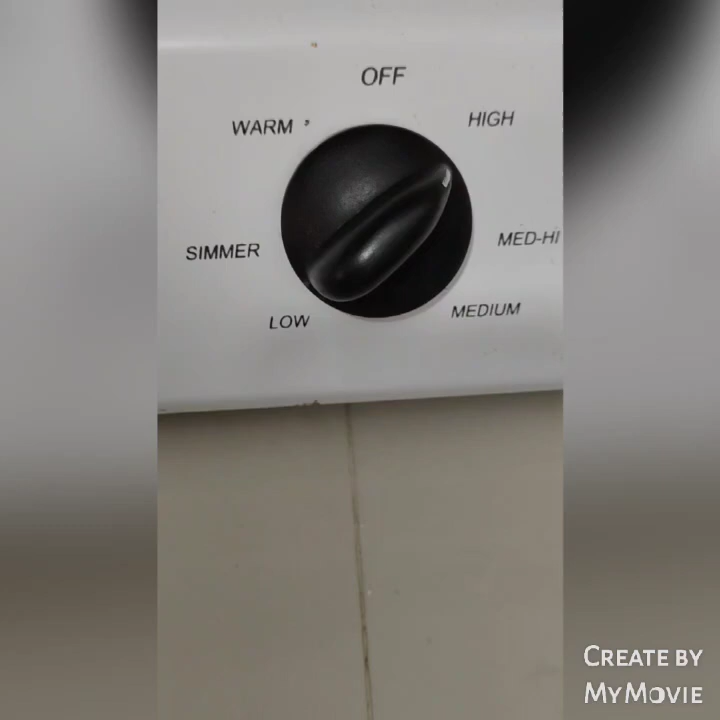 OFF
WARM
HIGH
SIMMER
MED-HI
LOW
MEDIUM
CREATE BY
MYMOVIE